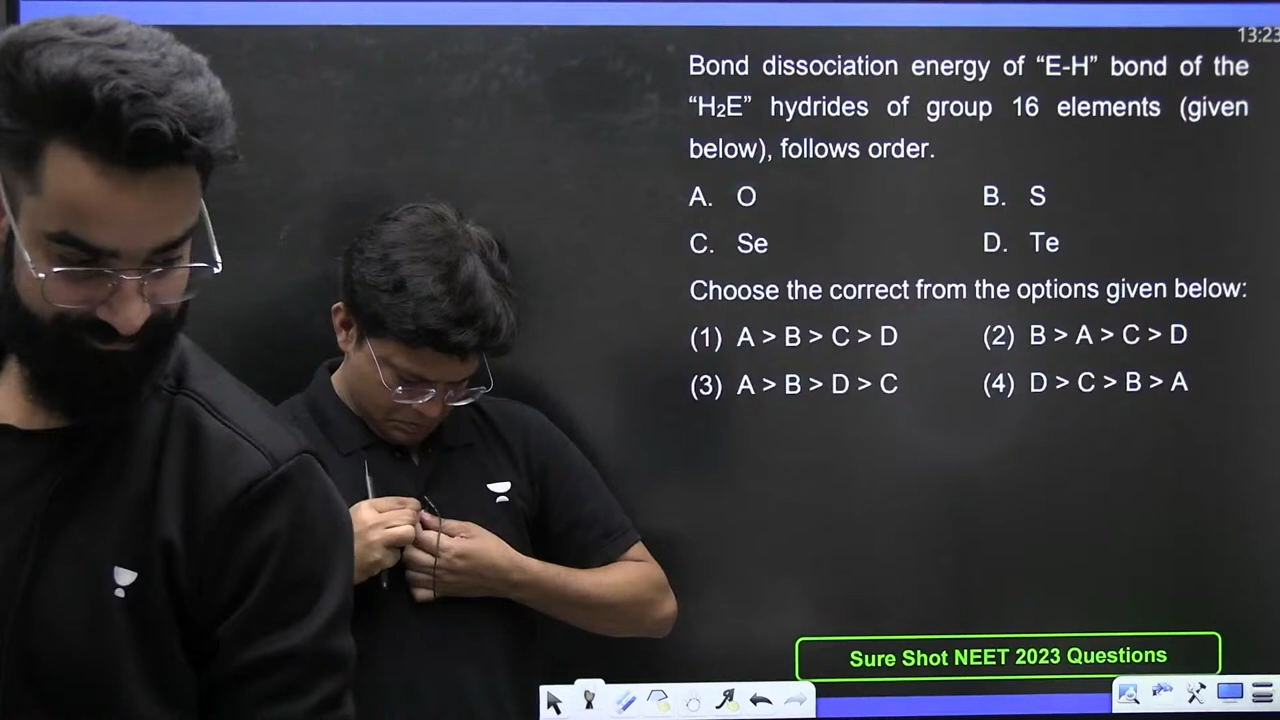 13:23
Bond dissociation energy of “E-H” bond of the
“H₂E” hydrides of group 16 elements (given
below), follows order.
A. O B. S
C. Se D. Te
Choose the correct from the options given below:
(1) A > B > C > D (2) B > A > C > D
(3) A > B > D > C (4) D > C > B > A
Sure Shot NEET 2023 Questions